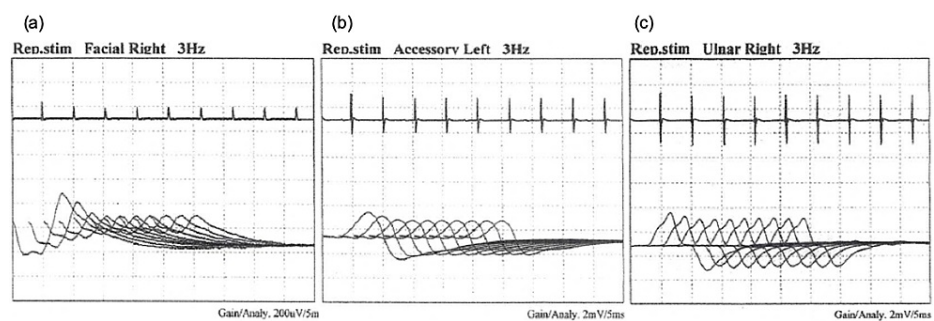 (a)
Rep.stim Facial Right 3Hz
Gain/Analy. 200uV/5m
(b)
Rep.stim Accessory Left 3Hz
Gain/Analy. 2mV/5ms
(c)
Rep.stim Ulnar Right 3Hz
Gain/Analy. 2mV/5ms